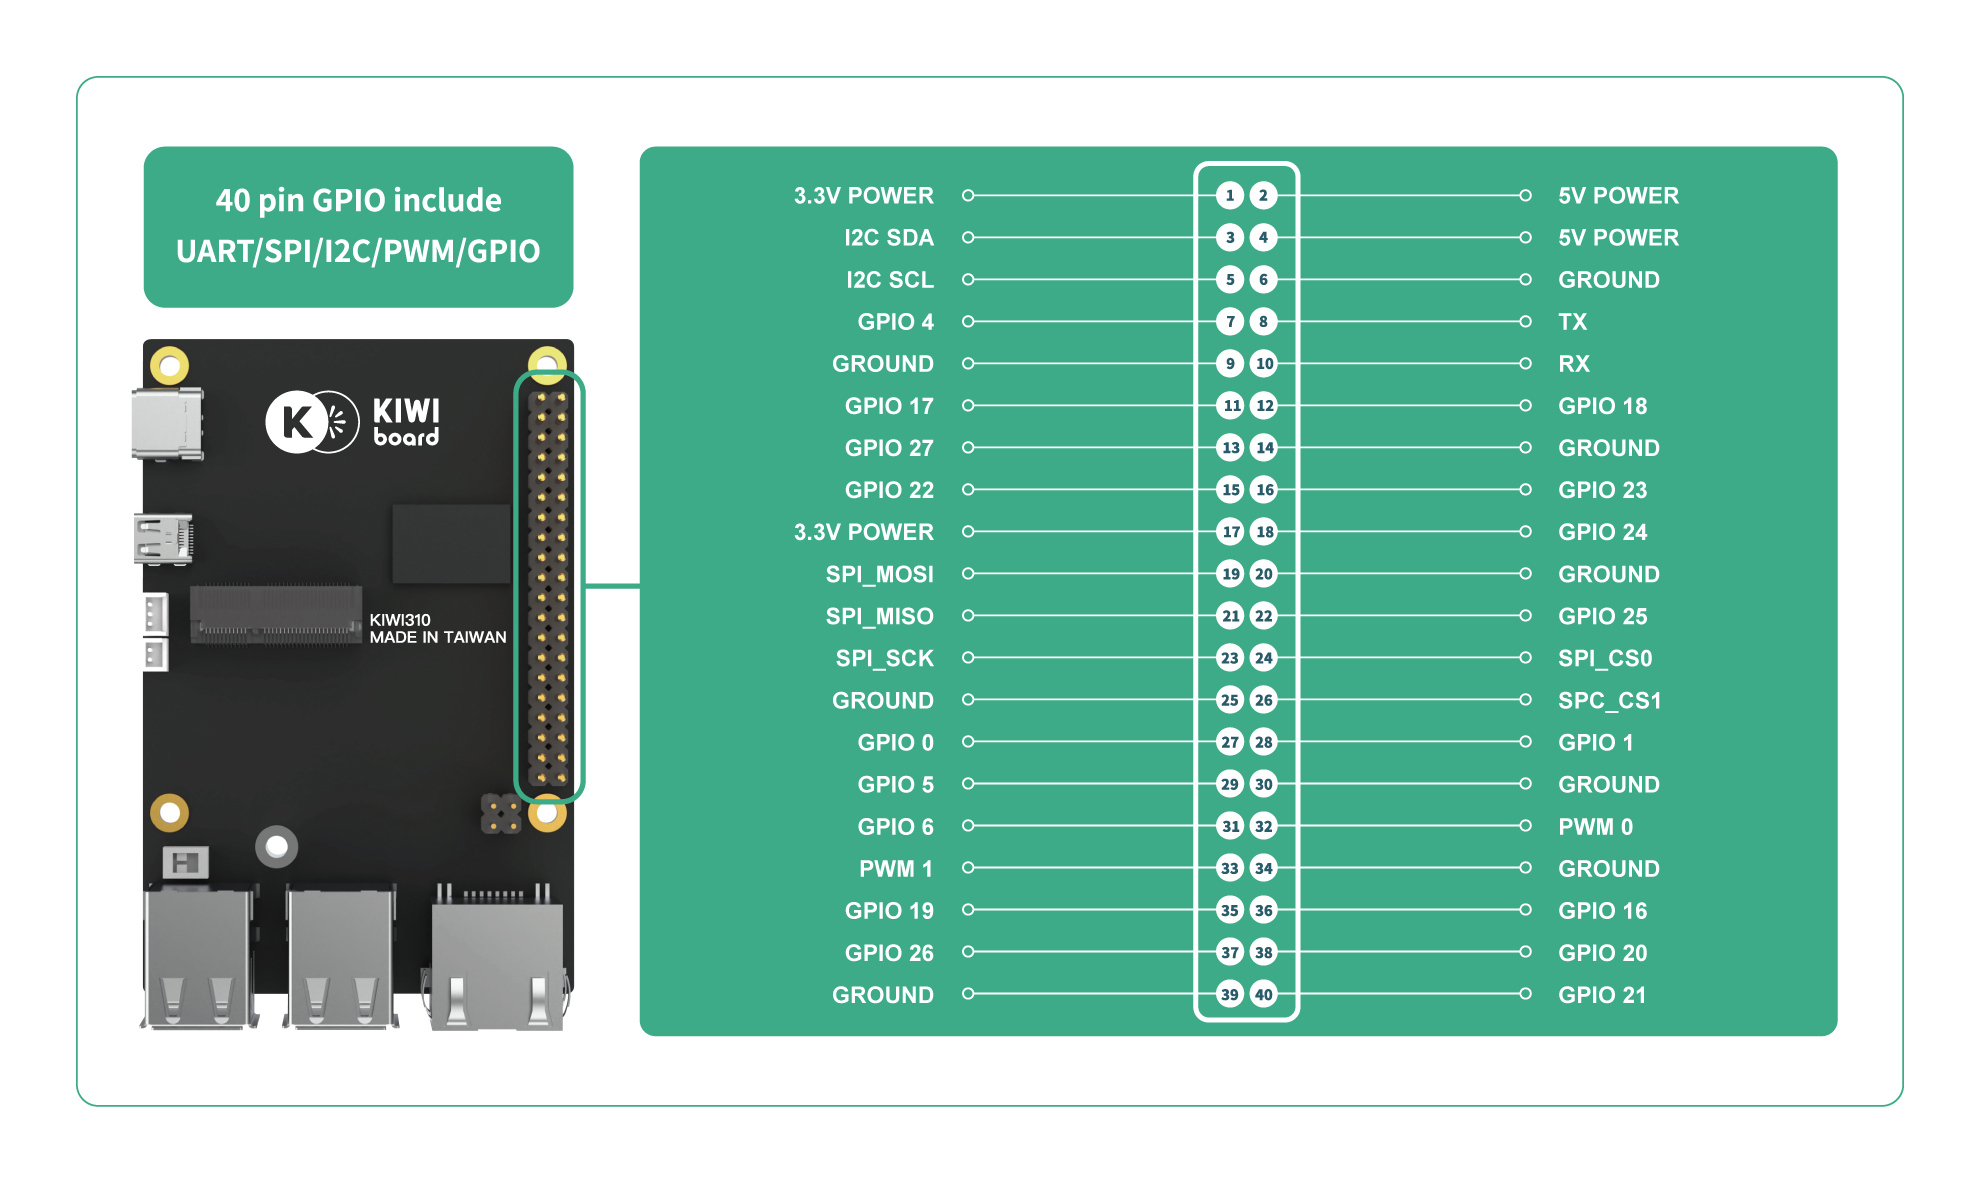 40 pin GPIO include
UART/SPI/I2C/PWM/GPIO
K KIWI
board
KIWI310
MADE IN TAIWAN
3.3V POWER 1 2 5V POWER
I2C SDA 3 4 5V POWER
I2C SCL 5 6 GROUND
GPIO 4 7 8 TX
GROUND 9 10 RX
GPIO 17 11 12 GPIO 18
GPIO 27 13 14 GROUND
GPIO 22 15 16 GPIO 23
3.3V POWER 17 18 GPIO 24
SPI_MOSI 19 20 GROUND
SPI_MISO 21 22 GPIO 25
SPI_SCK 23 24 SPI_CS0
GROUND 25 26 SPC_CS1
GPIO 0 27 28 GPIO 1
GPIO 5 29 30 GROUND
GPIO 6 31 32 PWM 0
PWM 1 33 34 GROUND
GPIO 19 35 36 GPIO 16
GPIO 26 37 38 GPIO 20
GROUND 39 40 GPIO 21